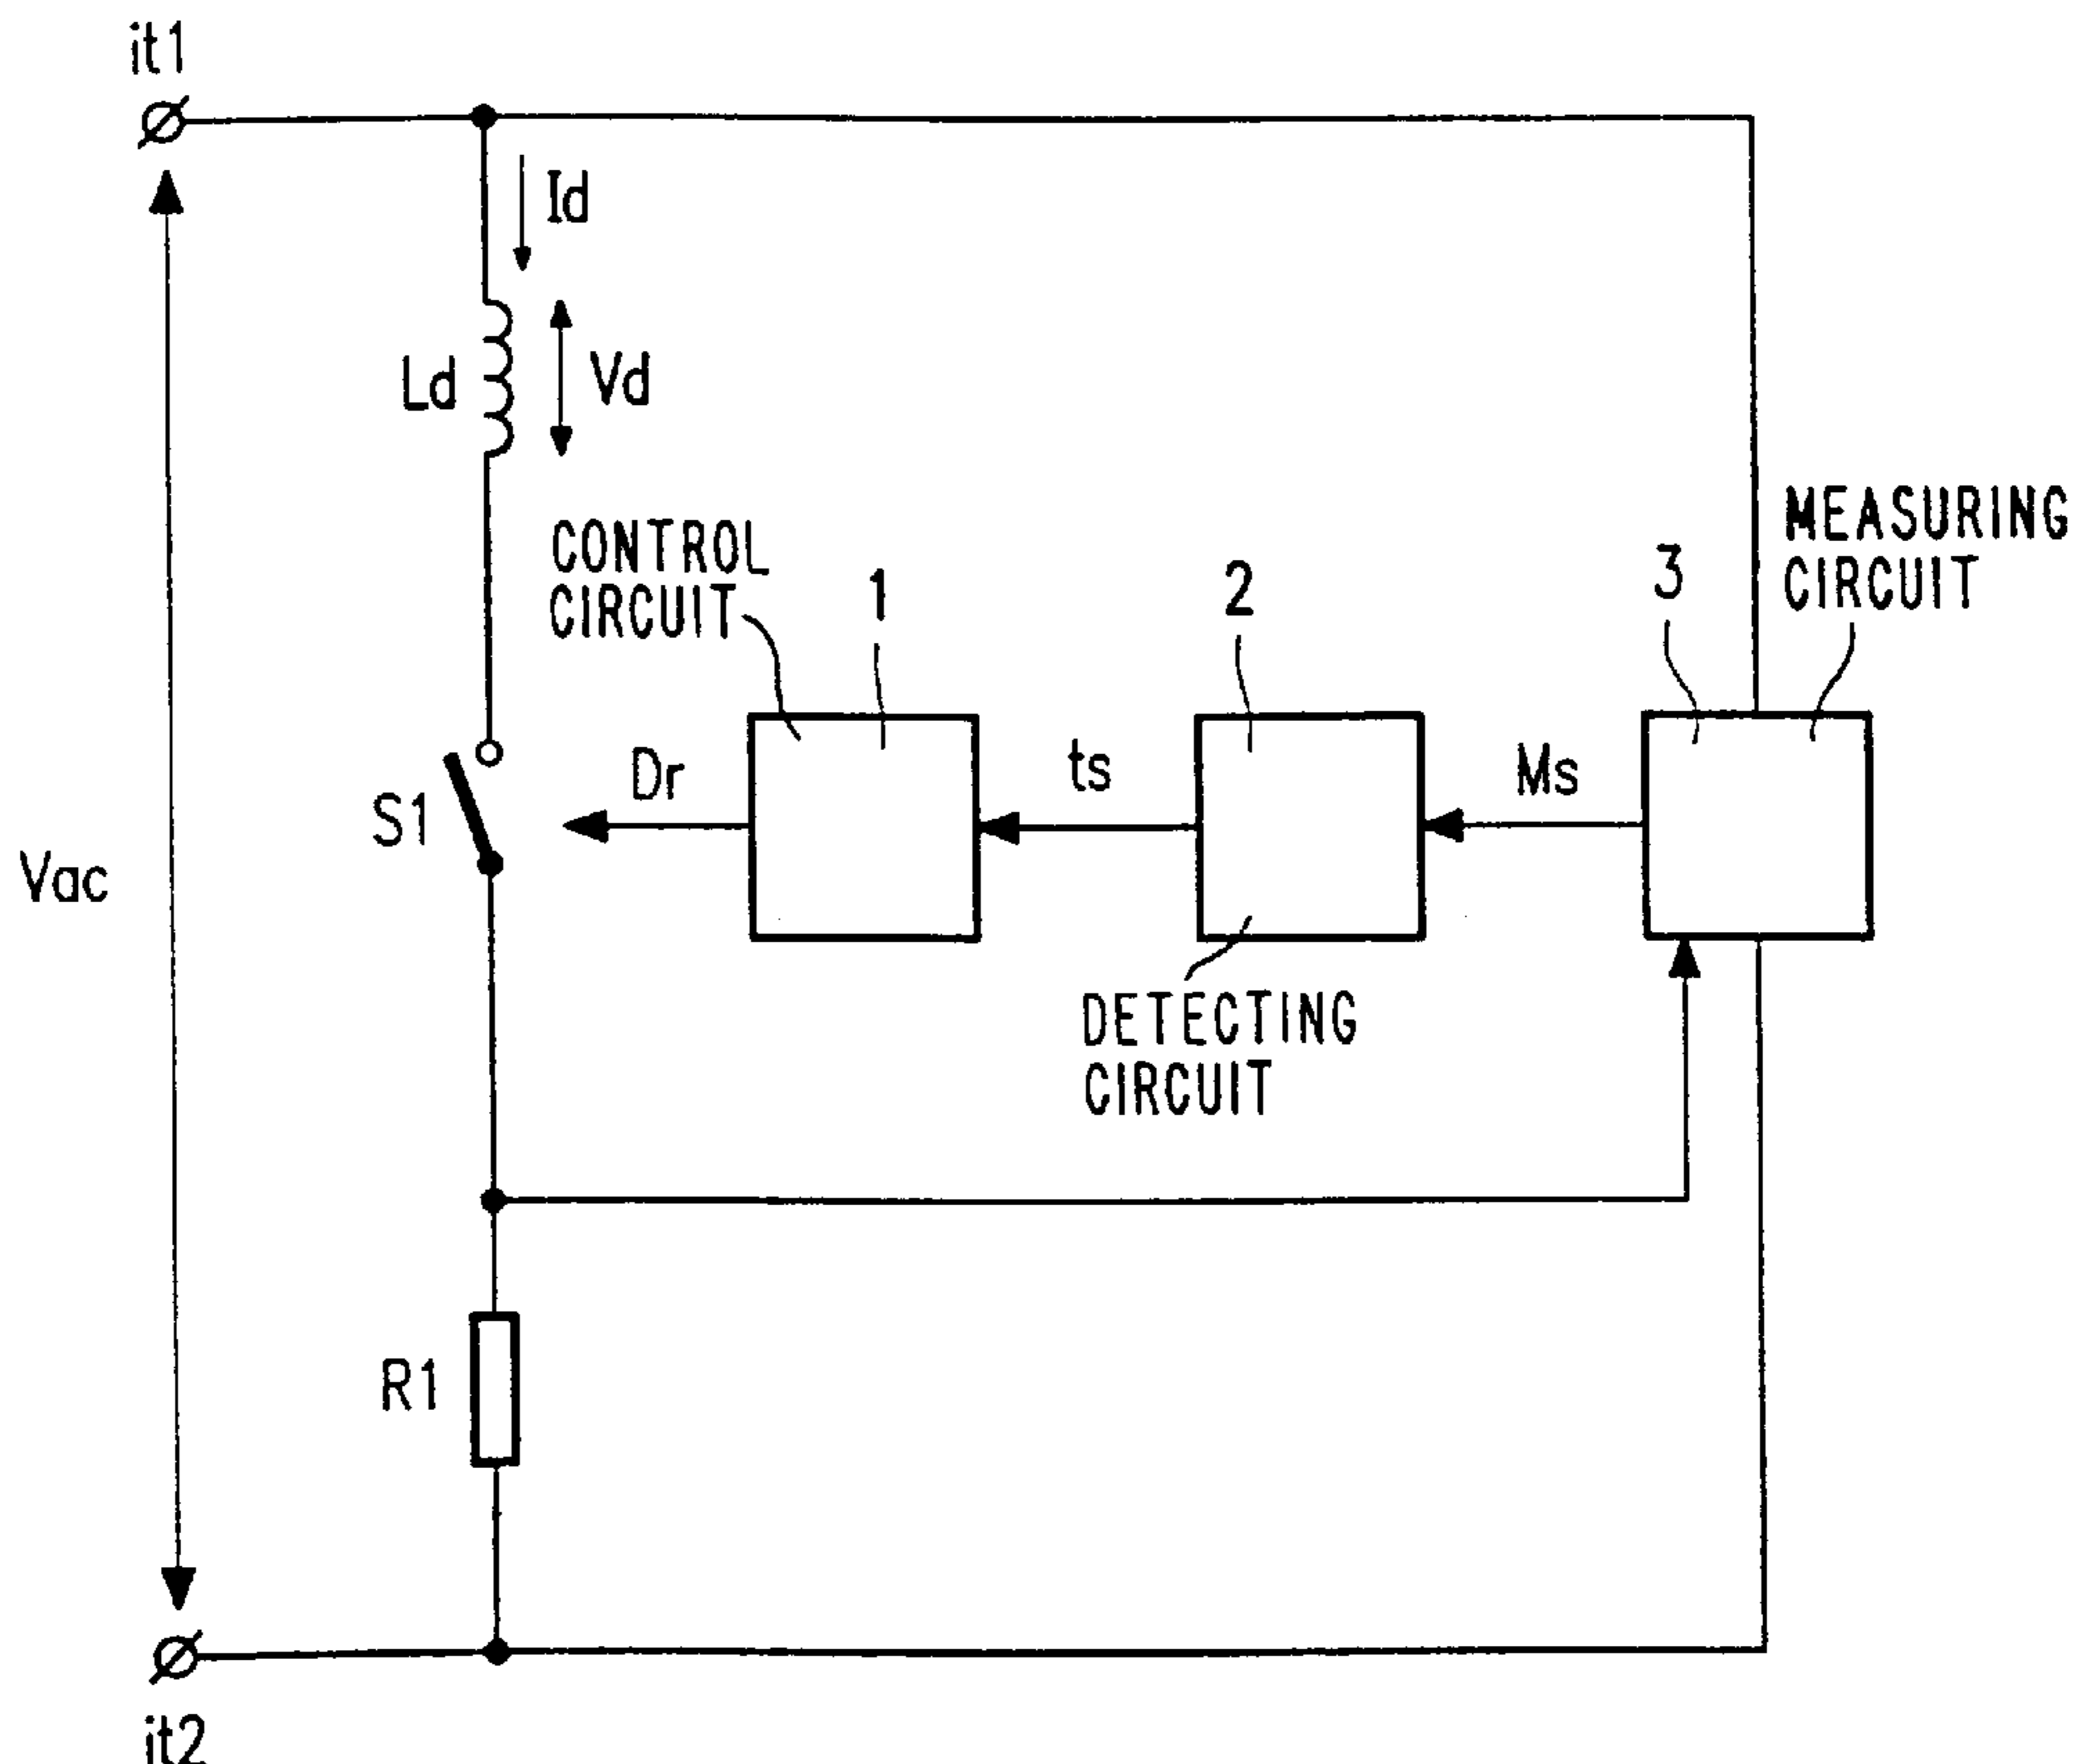 it1
Id
Ld
Vd
CONTROL
CIRCUIT
1
2
3
MEASURING
CIRCUIT
S1
Dr
ts
Ms
Vac
DETECTING
CIRCUIT
R1
it2